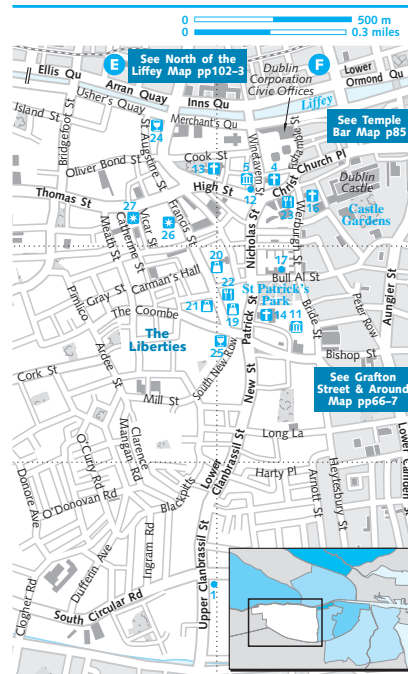 0 500 m
0 0.3 miles
E
See North of the
Liffey Map pp102–3
F
Dublin
Corporation
Civic Offices
Lower
Ormond Qu
Ellis Qu
Arran Quay
Usher's Quay
Inns Qu
Liffey
Island St
Bridgefoot St
24
Merchant's Qu
St Augustine St
Winetavern St
Fishamble St
See Temple
Bar Map p85
Oliver Bond St
Cook St
13
5
4
Christ Church Pl
Thomas St
High St
12
23
16
Dublin
Castle
Castle
Gardens
27
26
Vicar St
Francis St
Catherine St
Meath St
Nicholas St
Werburgh St
20
17
Bull Al St
Carman's Hall
22
St Patrick's
Park
Gray St
Pimlico
The Coombe
21
19
14
11
Patrick St
Bride St
Peter Row
Aungier St
The
Liberties
25
Ardee St
South New Row
New St
Bishop St
Cork St
Mill St
See Grafton
Street & Around
Map pp66–7
Clarence
Mangan Rd
Long La
O'Curry Rd
Lower
Clanbrassil St
Harty Pl
Arnott St
Heytesbury St
Lower Camden St
Donore Ave
O'Donovan Rd
Blackpitts
Ingram Rd
Dufferin Ave
Clogher Rd
South Circular Rd
Upper Clanbrassil St
1